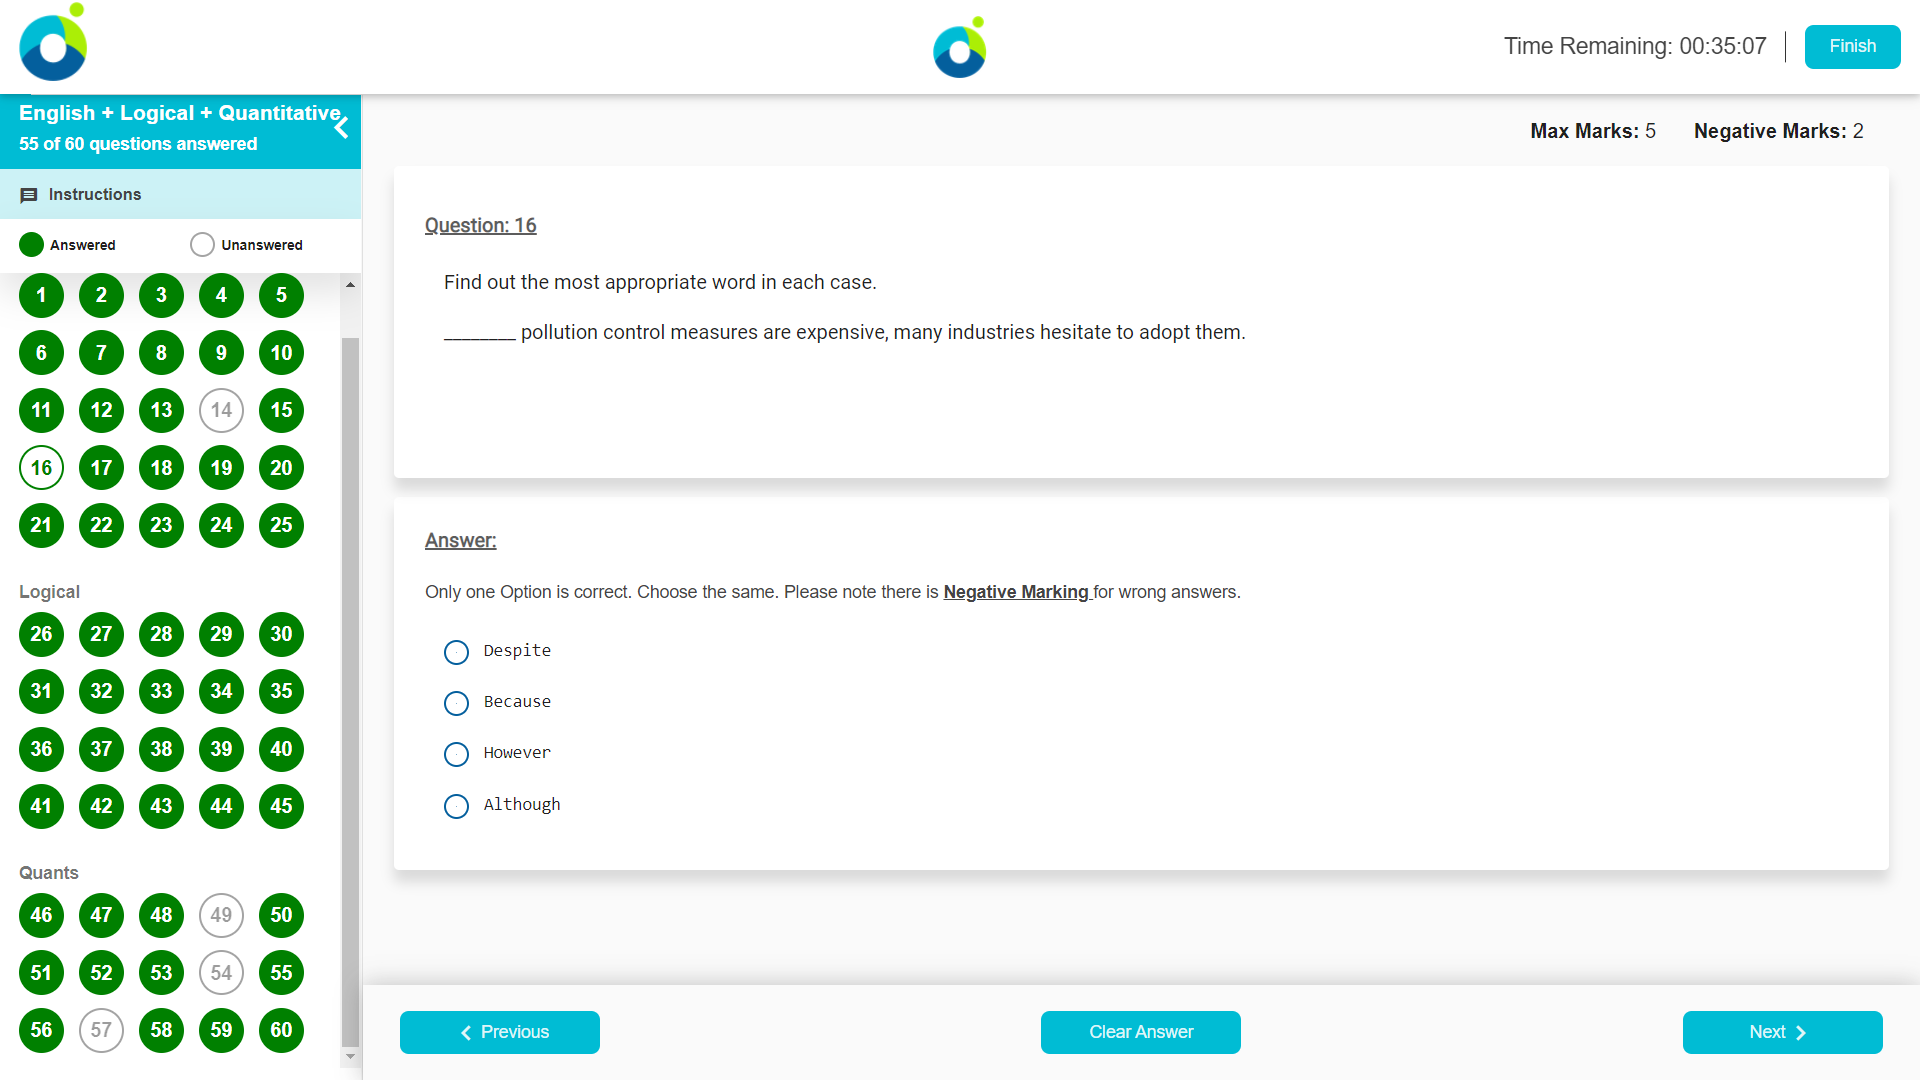 Time Remaining: 00:35:07
Finish
English + Logical + Quantitative
55 of 60 questions answered
Instructions
Answered Unanswered
1 2 3 4 5
6 7 8 9 10
11 12 13 14 15
16 17 18 19 20
21 22 23 24 25
Logical
26 27 28 29 30
31 32 33 34 35
36 37 38 39 40
41 42 43 44 45
Quants
46 47 48 49 50
51 52 53 54 55
56 57 58 59 60
Max Marks: 5 Negative Marks: 2
Question: 16
Find out the most appropriate word in each case.
________ pollution control measures are expensive, many industries hesitate to adopt them.
Answer:
Only one Option is correct. Choose the same. Please note there is Negative Marking for wrong answers.
Despite
Because
However
Although
Previous
Clear Answer
Next